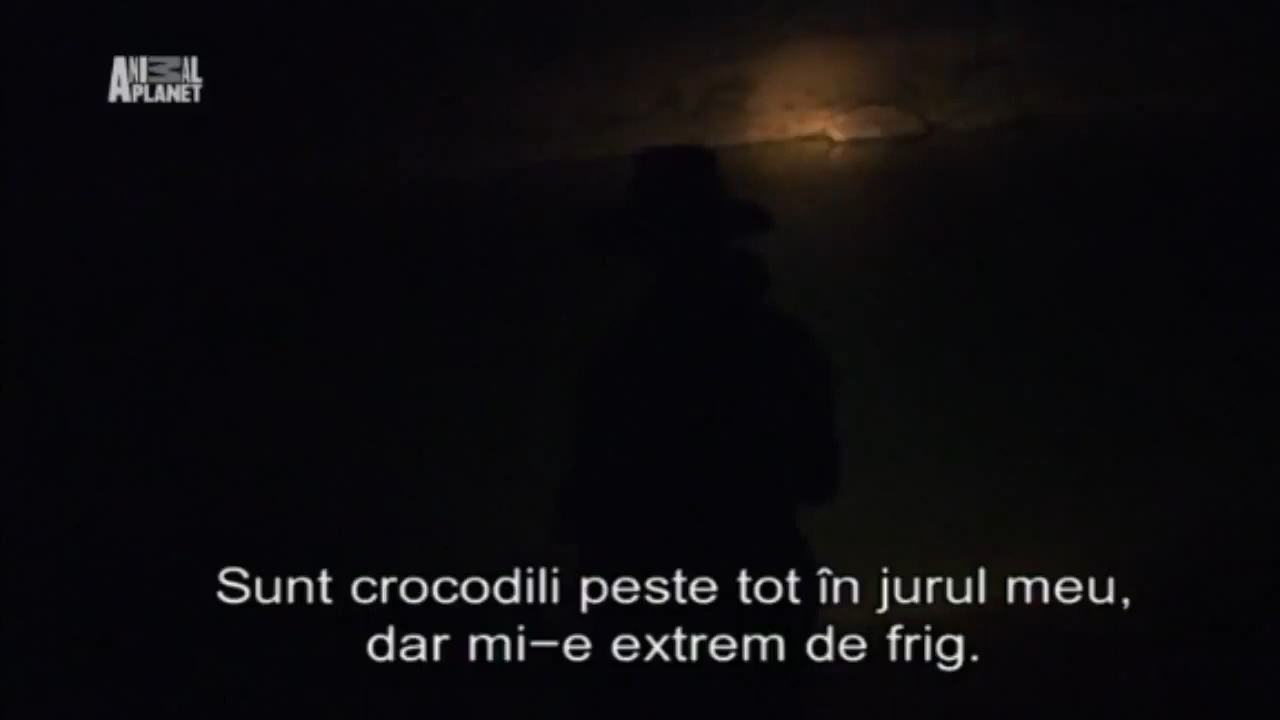 ANIMAL
PLANET
Sunt crocodili peste tot în jurul meu,
dar mi-e extrem de frig.